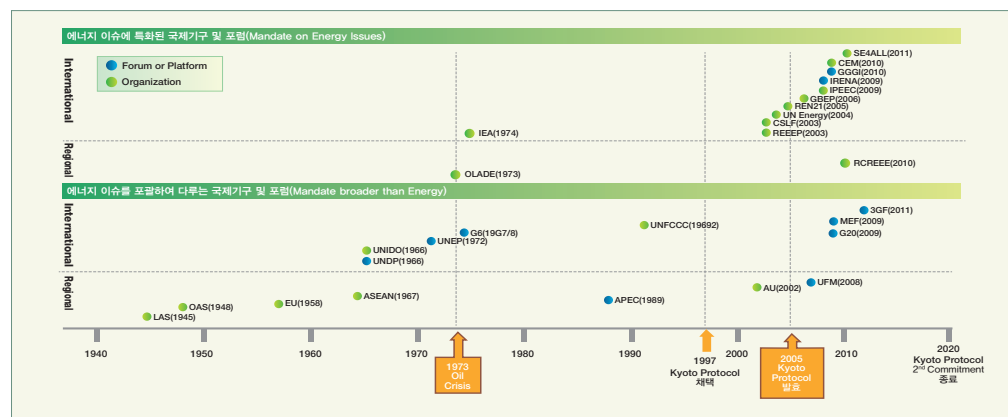 에너지 이슈에 특화된 국제기구 및 포럼(Mandate on Energy Issues)
International
Forum or Platform
Organization
SE4ALL(2011)
CEM(2010)
GGGI(2010)
IRENA(2009)
IPEEC(2009)
GBEP(2006)
REN21(2005)
UN Energy(2004)
CSLF(2003)
IEA(1974)
REEEP(2003)
Regional
RCREEE(2010)
OLADE(1973)
에너지 이슈를 포괄하여 다루는 국제기구 및 포럼(Mandate broader than Energy)
International
3GF(2011)
MEF(2009)
UNFCCC(19692)
G6(19G7/8)
G20(2009)
UNEP(1972)
UNIDO(1966)
UNDP(1966)
Regional
UFM(2008)
AU(2002)
ASEAN(1967)
APEC(1989)
EU(1958)
OAS(1948)
LAS(1945)
1940
1950
1960
1970
1980
1990
2000
2010
2020
1973
Oil
Crisis
1997
Kyoto Protocol
채택
2005
Kyoto
Protocol
발효
Kyoto Protocol
2nd Commitment
종료